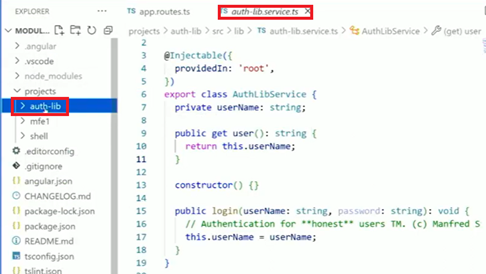 EXPLORER
MODUL...
.angular
.vscode
node_modules
projects
auth-lib
mfe1
shell
.editorconfig
.gitignore
angular.json
CHANGELOG.md
package-lock.json
package.json
README.md
tsconfig.json
tslint.json
TS app.routes.ts
TS auth-lib.service.ts
projects > auth-lib > src > lib > TS auth-lib.service.ts > AuthLibService > (get) user
2
3 @Injectable({
4 providedIn: 'root',
5 })
6 export class AuthLibService {
7 private userName: string;
8
9 public get user(): string {
10 return this.userName;
11 }
12
13 constructor() {}
14
15 public login(userName: string, password: string): void {
16 // Authentication for **honest** users TM. (c) Manfred S
17 this.userName = userName;
18 }
19 }